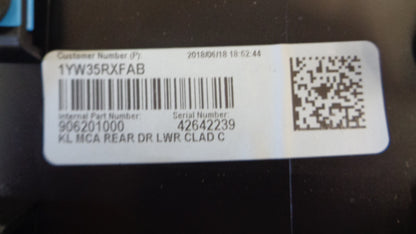 Customer Number (P): 2018/06/18 18:52:44
1YW35RXFAB
Internal Part Number: Serial Number:
906201000 42642239
KL MCA REAR DR LWR CLAD C